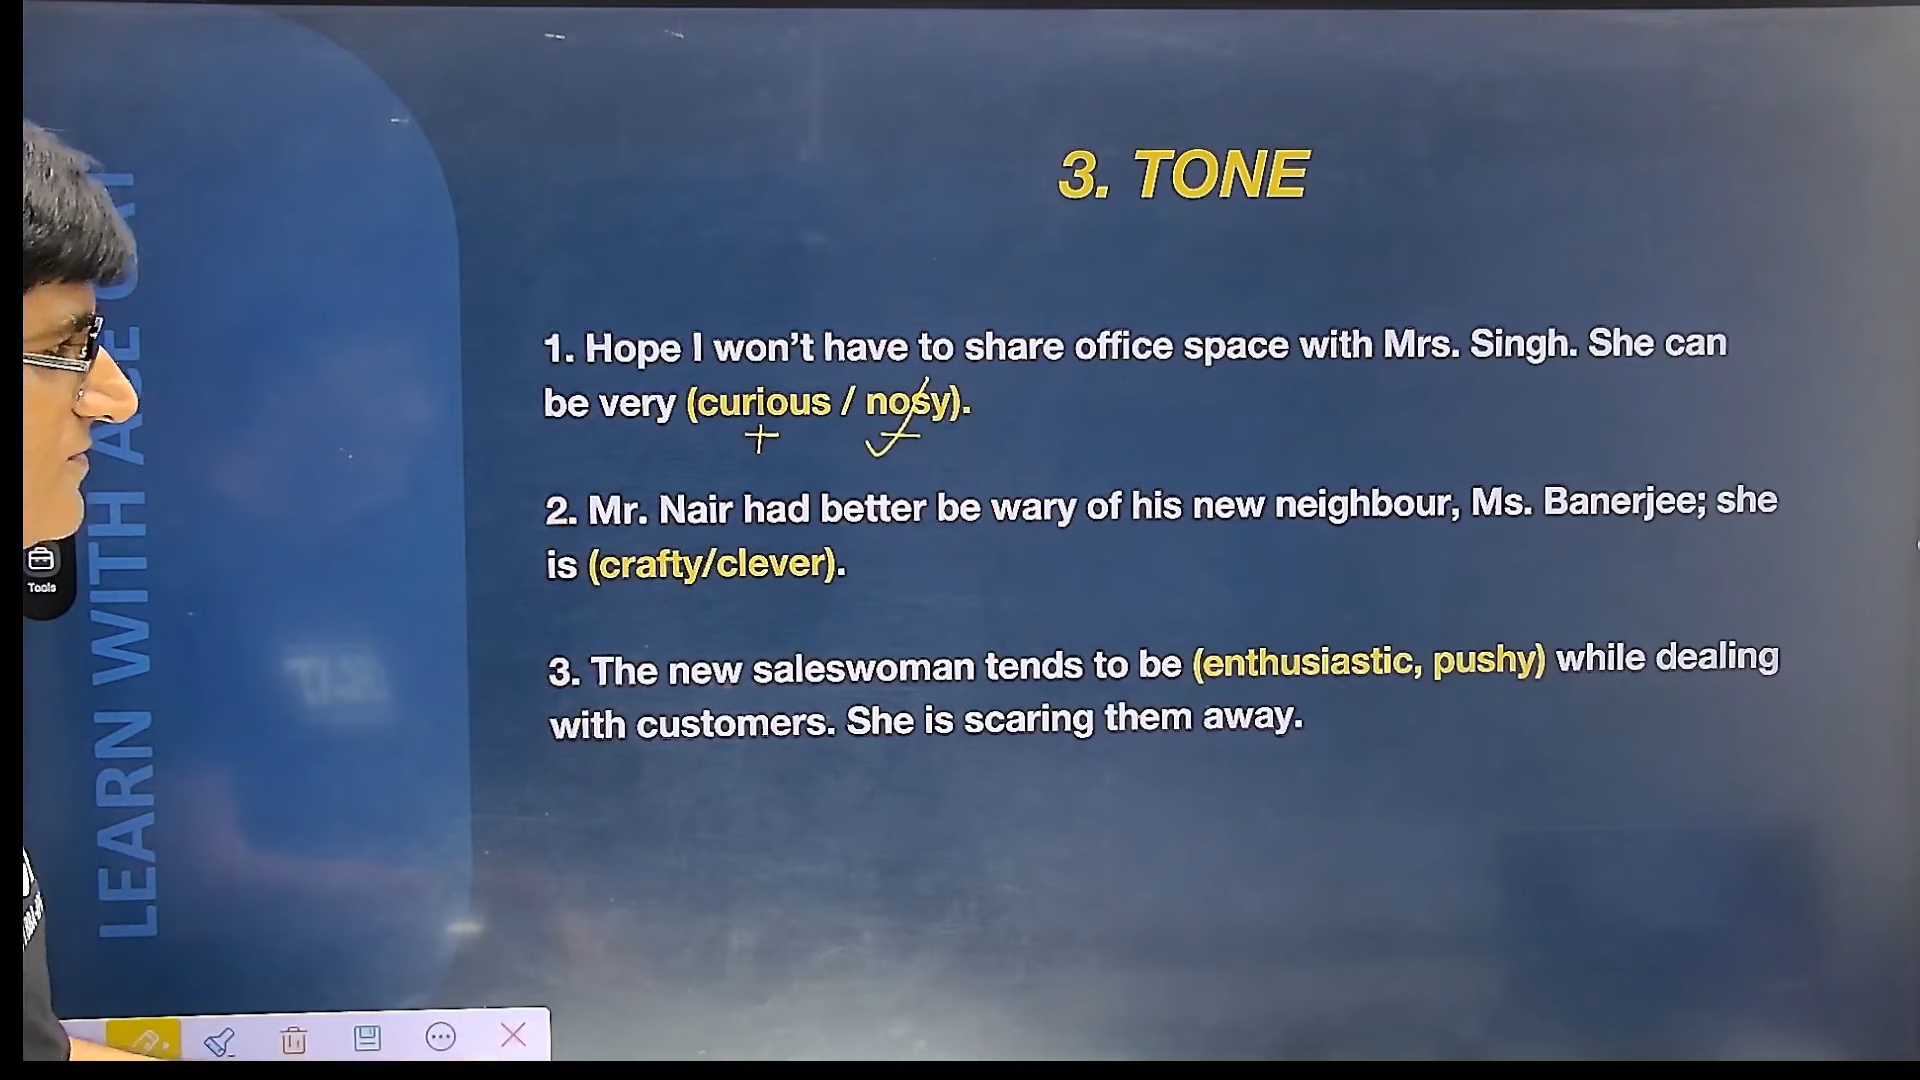 3. TONE
1. Hope I won't have to share office space with Mrs. Singh. She can
be very (curious / nosy).
+
2. Mr. Nair had better be wary of his new neighbour, Ms. Banerjee; she
is (crafty/clever).
3. The new saleswoman tends to be (enthusiastic, pushy) while dealing
with customers. She is scaring them away.
LEARN WITH ACE
Tools